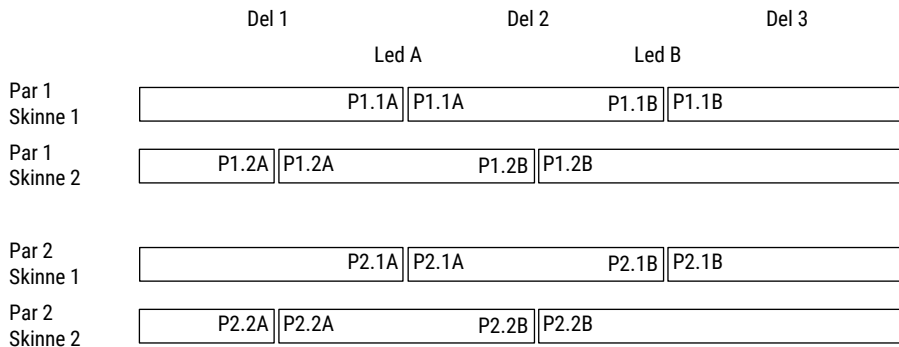 Del 1 Del 2 Del 3
Led A Led B
Par 1
Skinne 1
P1.1A P1.1A P1.1B P1.1B
Par 1
Skinne 2
P1.2A P1.2A P1.2B P1.2B
Par 2
Skinne 1
P2.1A P2.1A P2.1B P2.1B
Par 2
Skinne 2
P2.2A P2.2A P2.2B P2.2B